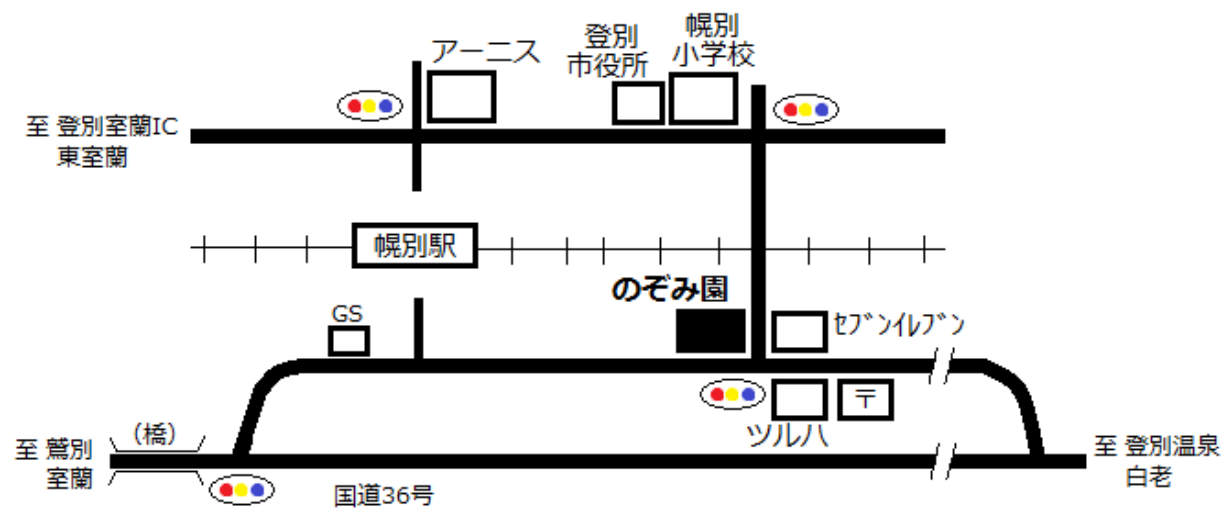 アーニス
登別
市役所
幌別
小学校
至 登別室蘭IC
東室蘭
幌別駅
のぞみ園
GS
ｾﾌﾞﾝｲﾚﾌﾞﾝ
〒
ツルハ
至 鷲別
室蘭
(橋)
国道36号
至 登別温泉
白老